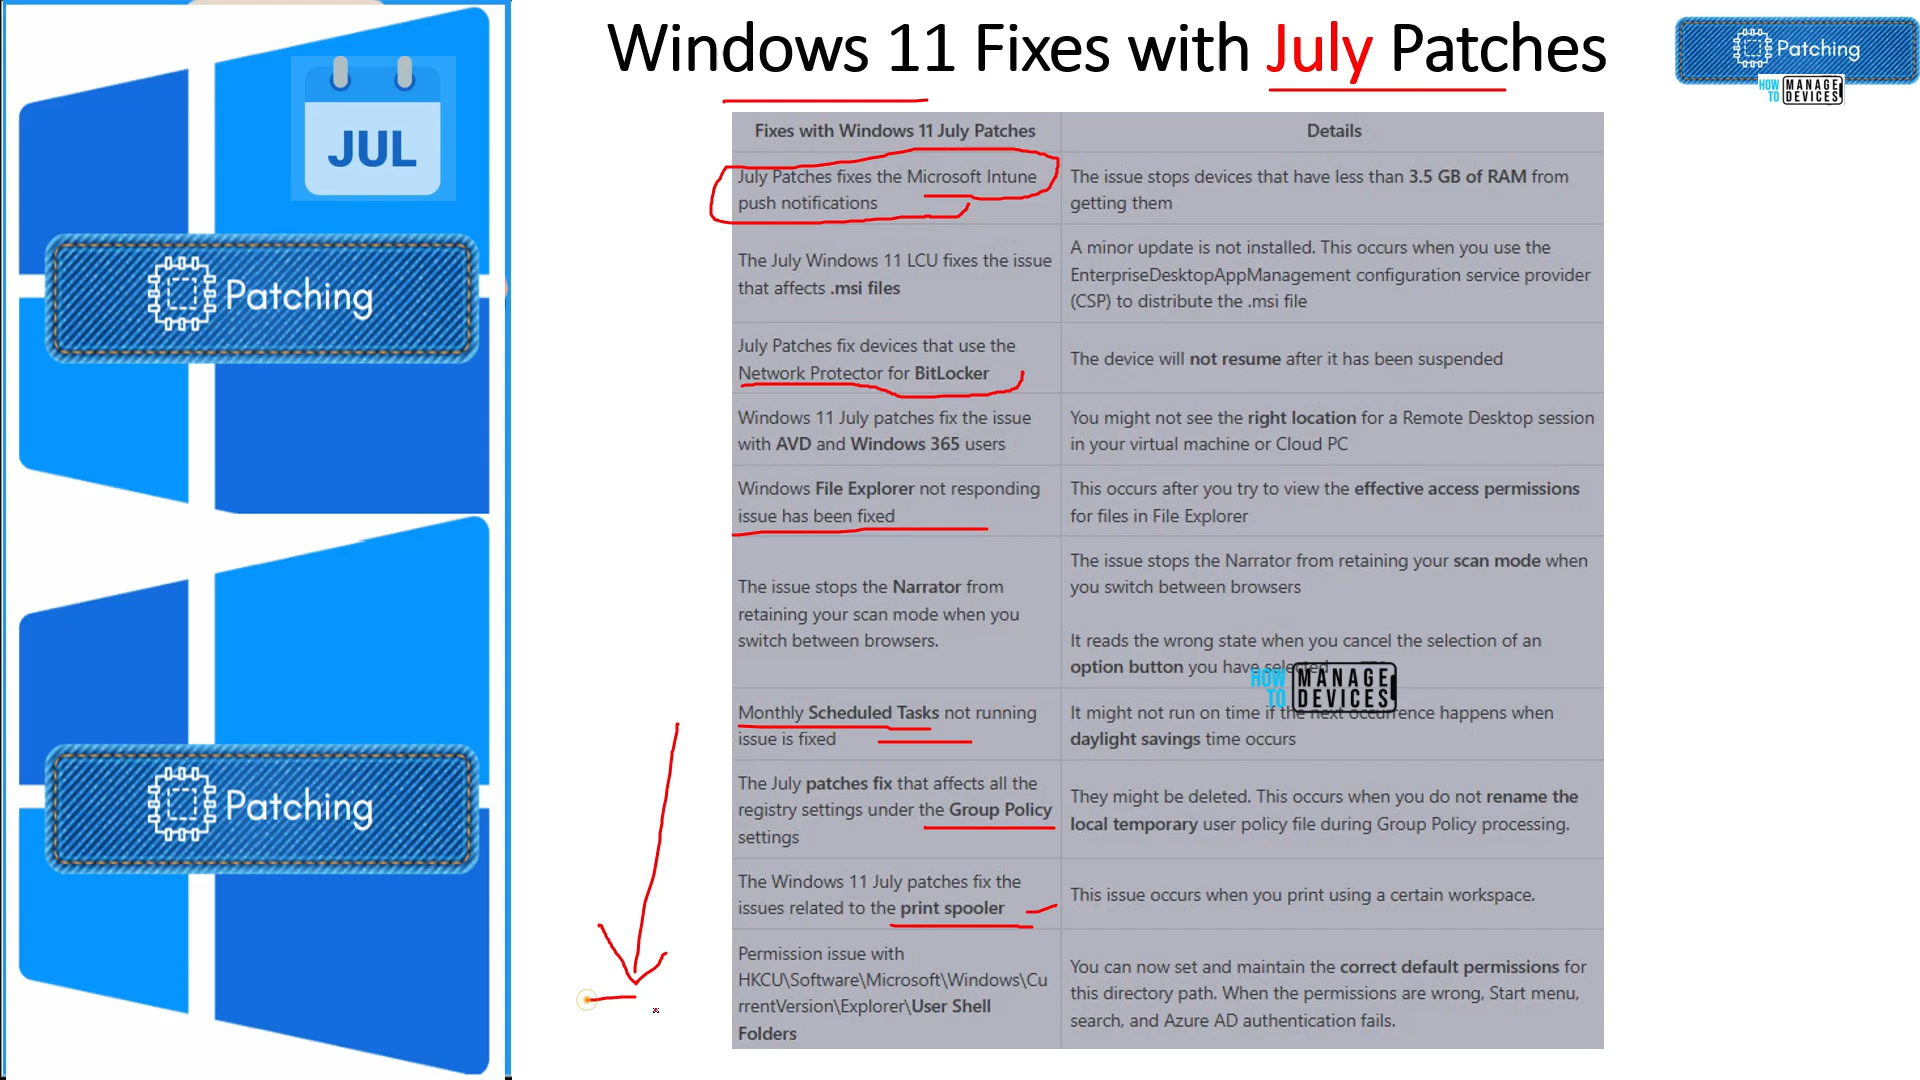 Windows 11 Fixes with July Patches
Patching
HOW TO MANAGE DEVICES
JUL
Patching
Patching
Fixes with Windows 11 July Patches
Details
July Patches fixes the Microsoft Intune
push notifications
The issue stops devices that have less than 3.5 GB of RAM from
getting them
The July Windows 11 LCU fixes the issue
that affects .msi files
A minor update is not installed. This occurs when you use the
EnterpriseDesktopAppManagement configuration service provider
(CSP) to distribute the .msi file
July Patches fix devices that use the
Network Protector for BitLocker
The device will not resume after it has been suspended
Windows 11 July patches fix the issue
with AVD and Windows 365 users
You might not see the right location for a Remote Desktop session
in your virtual machine or Cloud PC
Windows File Explorer not responding
issue has been fixed
This occurs after you try to view the effective access permissions
for files in File Explorer
The issue stops the Narrator from
retaining your scan mode when you
switch between browsers.
The issue stops the Narrator from retaining your scan mode when
you switch between browsers
It reads the wrong state when you cancel the selection of an
option button you have selected
HOW TO MANAGE DEVICES
Monthly Scheduled Tasks not running
issue is fixed
It might not run on time if the next occurrence happens when
daylight savings time occurs
The July patches fix that affects all the
registry settings under the Group Policy
settings
They might be deleted. This occurs when you do not rename the
local temporary user policy file during Group Policy processing.
The Windows 11 July patches fix the
issues related to the print spooler
This issue occurs when you print using a certain workspace.
Permission issue with
HKCU\Software\Microsoft\Windows\Cu
rrentVersion\Explorer\User Shell
Folders
You can now set and maintain the correct default permissions for
this directory path. When the permissions are wrong, Start menu,
search, and Azure AD authentication fails.